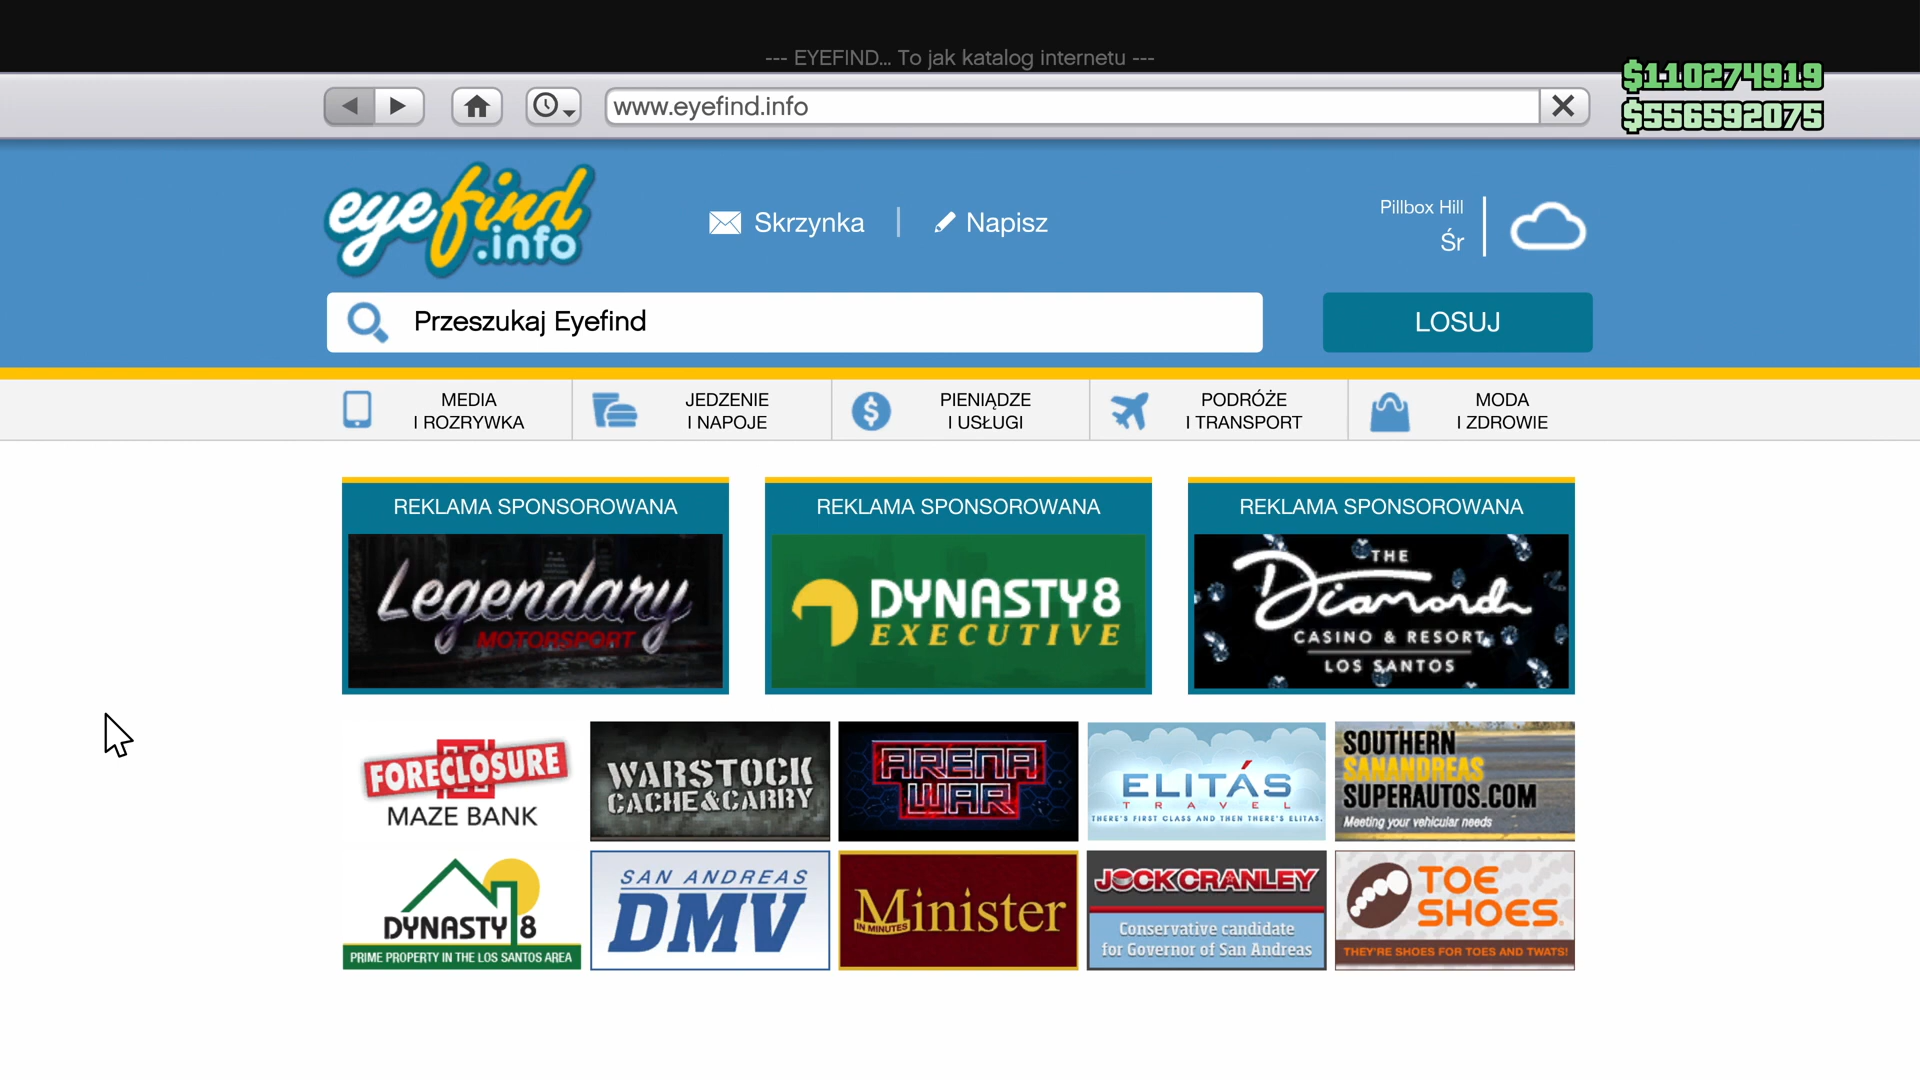 --- EYEFIND... To jak katalog internetu ---
$110274919
www.eyefind.info
$556592075
eyefind
.info
Skrzynka
Napisz
Pillbox Hill
Śr
Przeszukaj Eyefind
LOSUJ
MEDIA
I ROZRYWKA
JEDZENIE
I NAPOJE
PIENIĄDZE
I USŁUGI
PODRÓŻE
I TRANSPORT
MODA
I ZDROWIE
REKLAMA SPONSOROWANA
Legendary
MOTORSPORT
REKLAMA SPONSOROWANA
DYNASTY8
EXECUTIVE
REKLAMA SPONSOROWANA
THE
Diamond
CASINO & RESORT
LOS SANTOS
FORECLOSURE
MAZE BANK
WARSTOCK
CACHE&CARRY
ARENA
WAR
ELITÁS
TRAVEL
THERE'S FIRST CLASS AND THEN THERE'S ELITAS.
SOUTHERN
SANANDREAS
SUPERAUTOS.COM
Meeting your vehicular needs
DYNASTY 8
PRIME PROPERTY IN THE LOS SANTOS AREA
SAN ANDREAS
DMV
Minister
IN MINUTES
JOCK CRANLEY
Conservative candidate
for Governor of San Andreas
TOE
SHOES
THEY'RE SHOES FOR TOES AND TWATS!